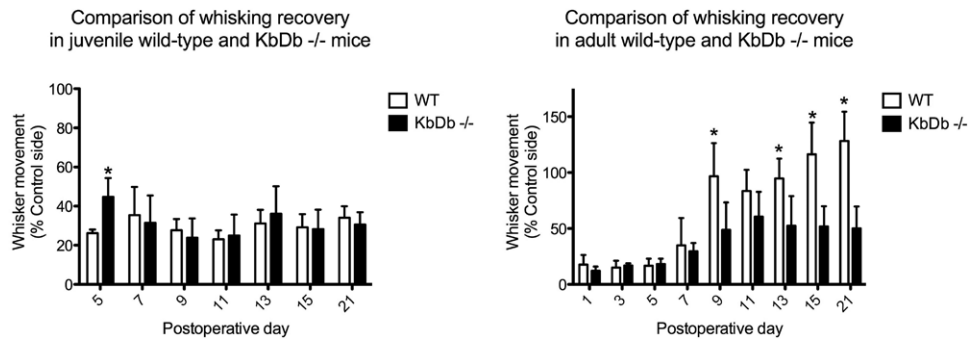 Comparison of whisking recovery
in juvenile wild-type and KbDb -/- mice
100
80
60
40
20
0
Whisker movement
(% Control side)
*
WT
KbDb -/-
5 7 9 11 13 15 21
Postoperative day
Comparison of whisking recovery
in adult wild-type and KbDb -/- mice
150
100
50
0
Whisker movement
(% Control side)
* * * *
WT
KbDb -/-
1 3 5 7 9 11 13 15 21
Postoperative day